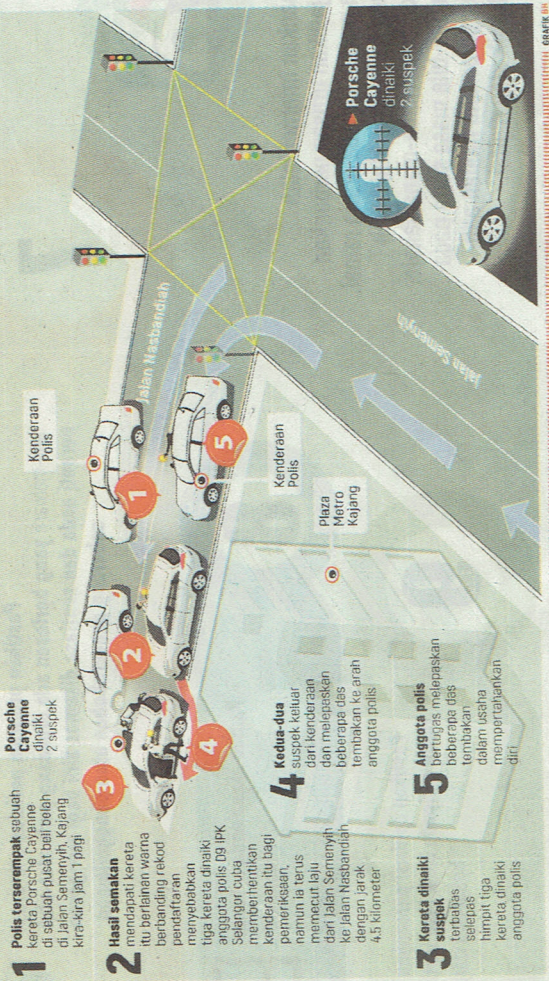 1
Polis terserempak sebuah
kereta Porsche Cayenne
di sebuah pusat beli belah
di Jalan Semenyih, Kajang
kira-kira jam 1 pagi
2
Hasil semakan
mendapati kereta
itu berlainan warna
berbanding rekod
pendaftaran
menyebabkan
tiga kereta dinaiki
anggota polis D9 IPK
Selangor cuba
memberhentikan
kenderaan itu bagi
pemeriksaan,
namun ia terus
memecut laju
dari Jalan Semenyih
ke Jalan Nasbandiah
dengan jarak
4.5 kilometer
3
Kereta dinaiki
suspek
terbabas
selepas
himpit tiga
kereta dinaiki
anggota polis
4
Kedua-dua
suspek keluar
dari kenderaan
dan melepaskan
beberapa das
tembakan ke arah
anggota polis
5
Anggota polis
bertugas melepaskan
beberapa das
tembakan
dalam usaha
mempertahankan
diri
Porsche
Cayenne
dinaiki
2 suspek
3
2
4
1
5
Kenderaan
Polis
Kenderaan
Polis
Plaza
Metro
Kajang
Jalan Nasbandiah
Jalan Semenyih
Porsche
Cayenne
dinaiki
2 suspek
GRAFIK BH